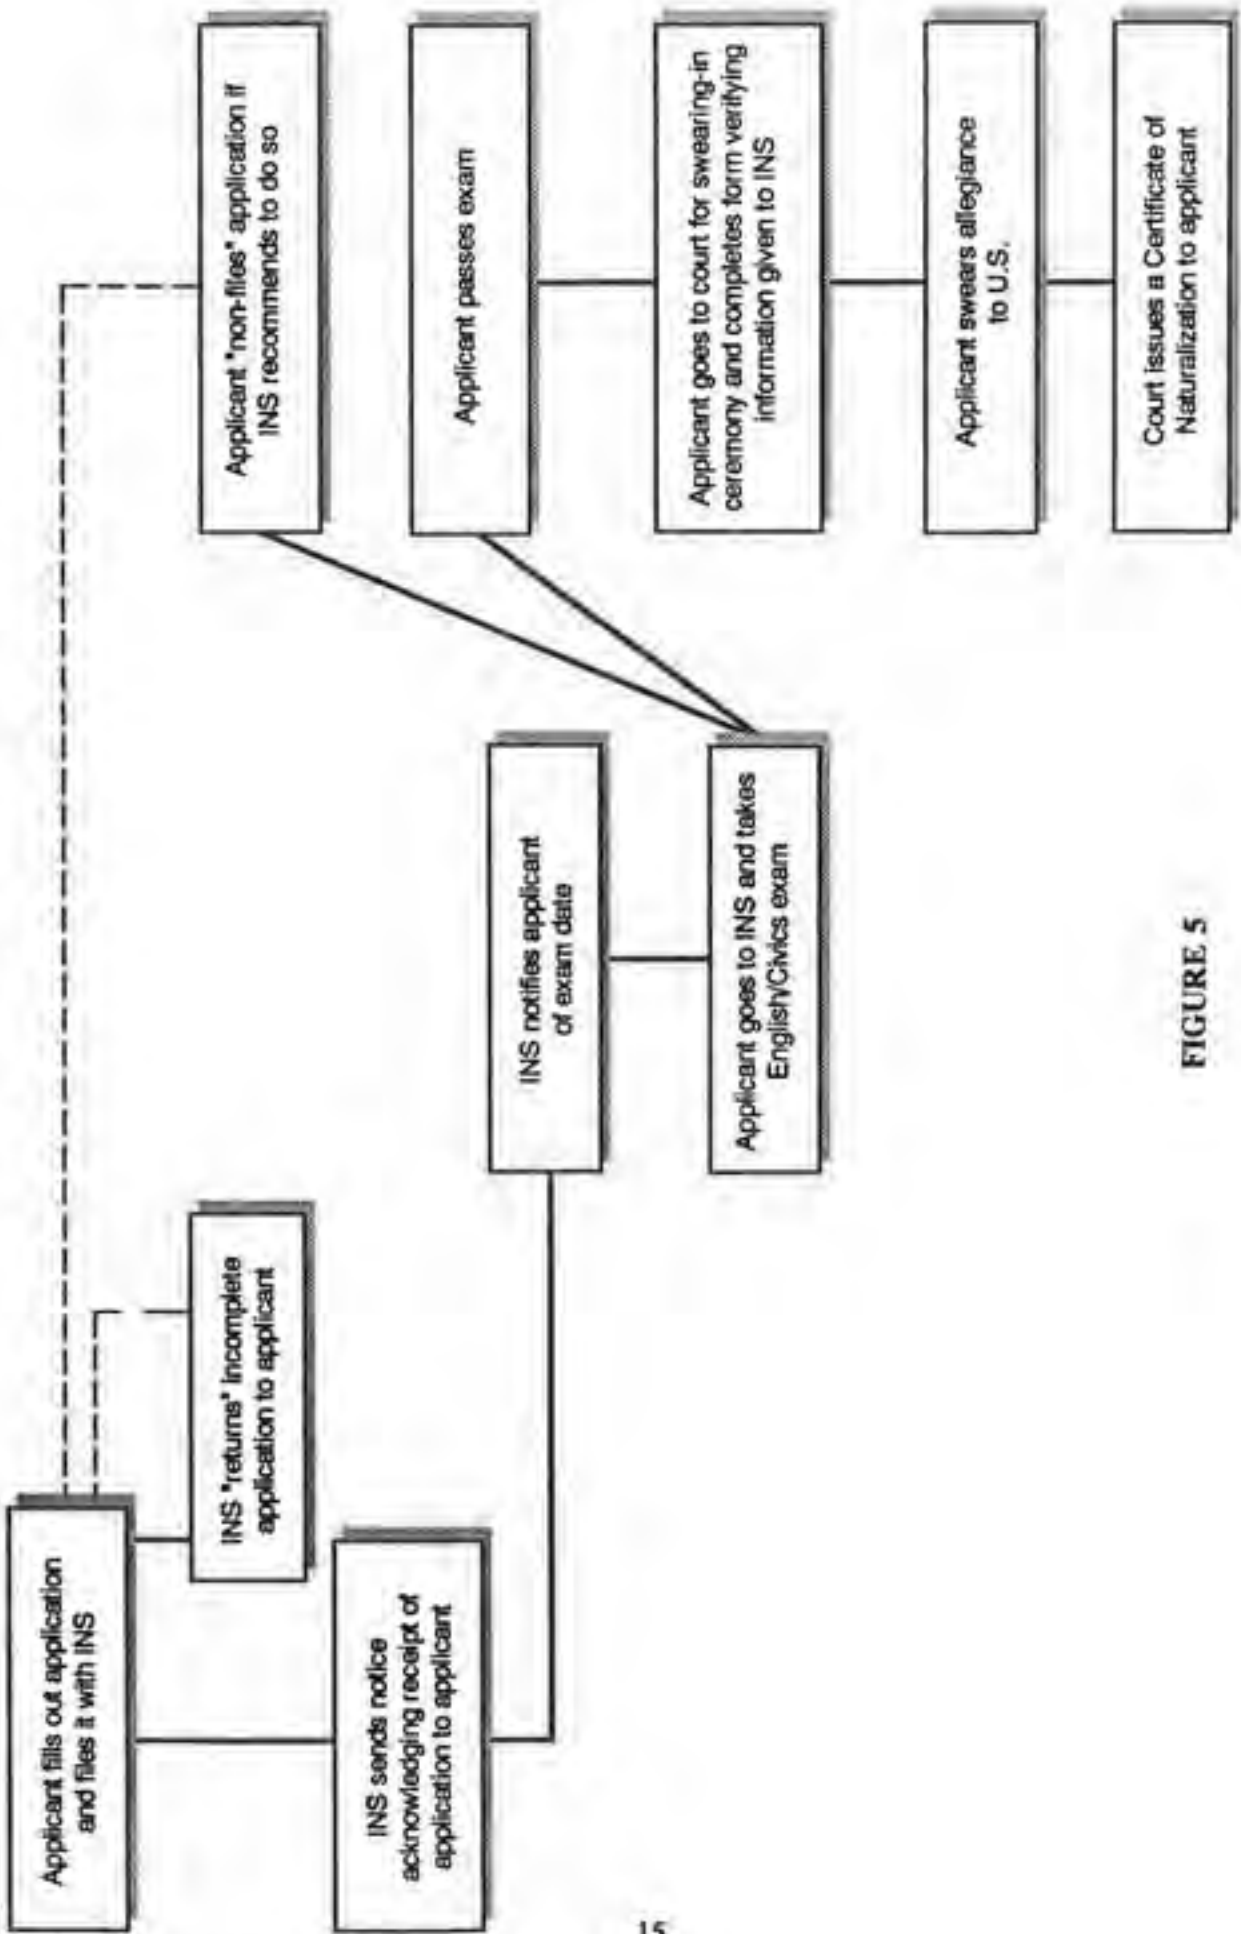 Applicant fills out application
and files it with INS
INS "returns" incomplete
application to applicant
INS sends notice
acknowledging receipt of
application to applicant
INS notifies applicant
of exam date
Applicant goes to INS and takes
English/Civics exam
Applicant "non-files" application if
INS recommends to do so
Applicant passes exam
Applicant goes to court for swearing-in
ceremony and completes form verifying
information given to INS
Applicant swears allegiance
to U.S.
Court issues a Certificate of
Naturalization to applicant
FIGURE 5
15